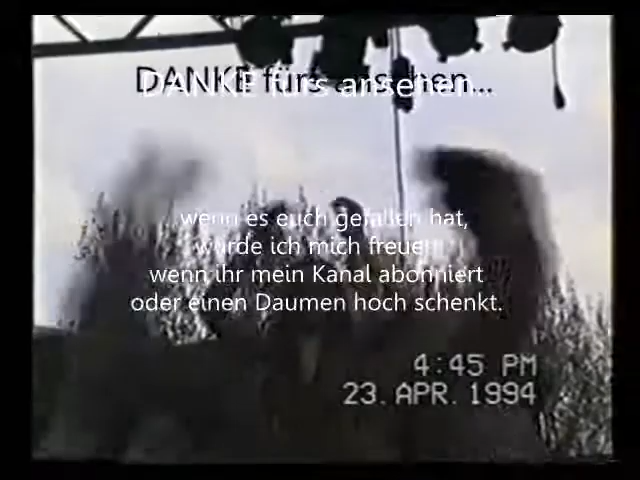 DANKE fürs ansehen...
wenn es euch gefallen hat,
würde ich mich freuen
wenn ihr mein Kanal abonniert
oder einen Daumen hoch schenkt.
4:45 PM
23. APR. 1994